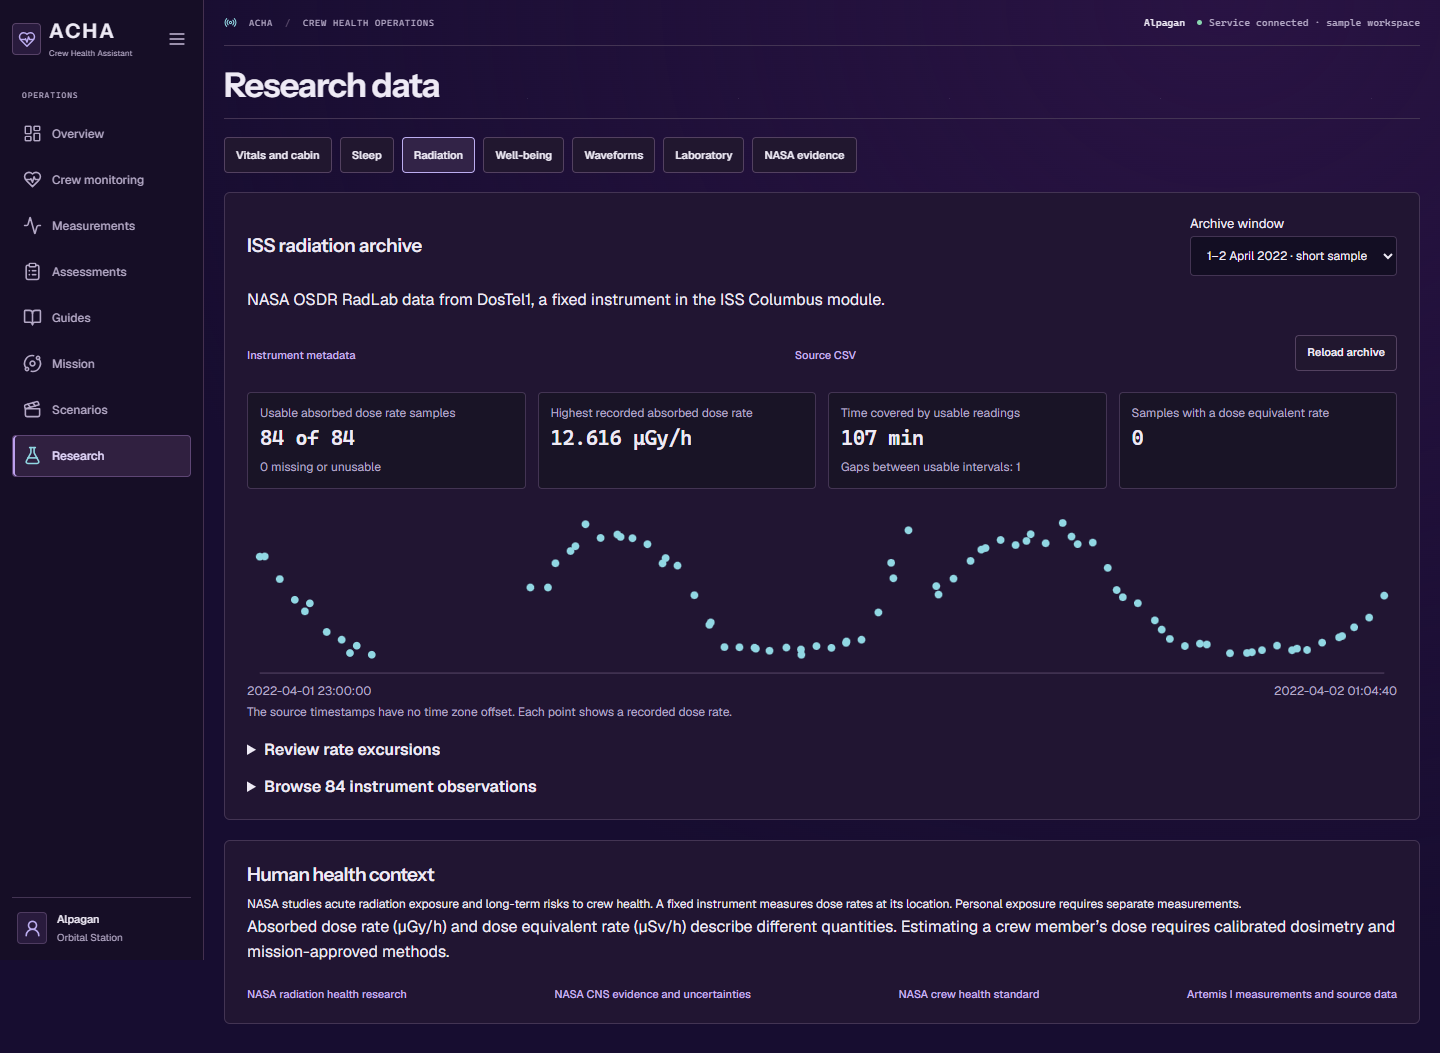 ACHA
Crew Health Assistant
OPERATIONS
Overview
Crew monitoring
Measurements
Assessments
Guides
Mission
Scenarios
Research
Alpagan
Orbital Station
ACHA / CREW HEALTH OPERATIONS
Alpagan Service connected · sample workspace
Research data
Vitals and cabin Sleep Radiation Well-being Waveforms Laboratory NASA evidence
ISS radiation archive
Archive window
1–2 April 2022 · short sample
NASA OSDR RadLab data from DosTel1, a fixed instrument in the ISS Columbus module.
Instrument metadata Source CSV Reload archive
Usable absorbed dose rate samples
84 of 84
0 missing or unusable
Highest recorded absorbed dose rate
12.616 µGy/h
Time covered by usable readings
107 min
Gaps between usable intervals: 1
Samples with a dose equivalent rate
0
2022-04-01 23:00:00 2022-04-02 01:04:40
The source timestamps have no time zone offset. Each point shows a recorded dose rate.
Review rate excursions
Browse 84 instrument observations
Human health context
NASA studies acute radiation exposure and long-term risks to crew health. A fixed instrument measures dose rates at its location. Personal exposure requires separate measurements.
Absorbed dose rate (µGy/h) and dose equivalent rate (µSv/h) describe different quantities. Estimating a crew member’s dose requires calibrated dosimetry and
mission-approved methods.
NASA radiation health research NASA CNS evidence and uncertainties NASA crew health standard Artemis I measurements and source data